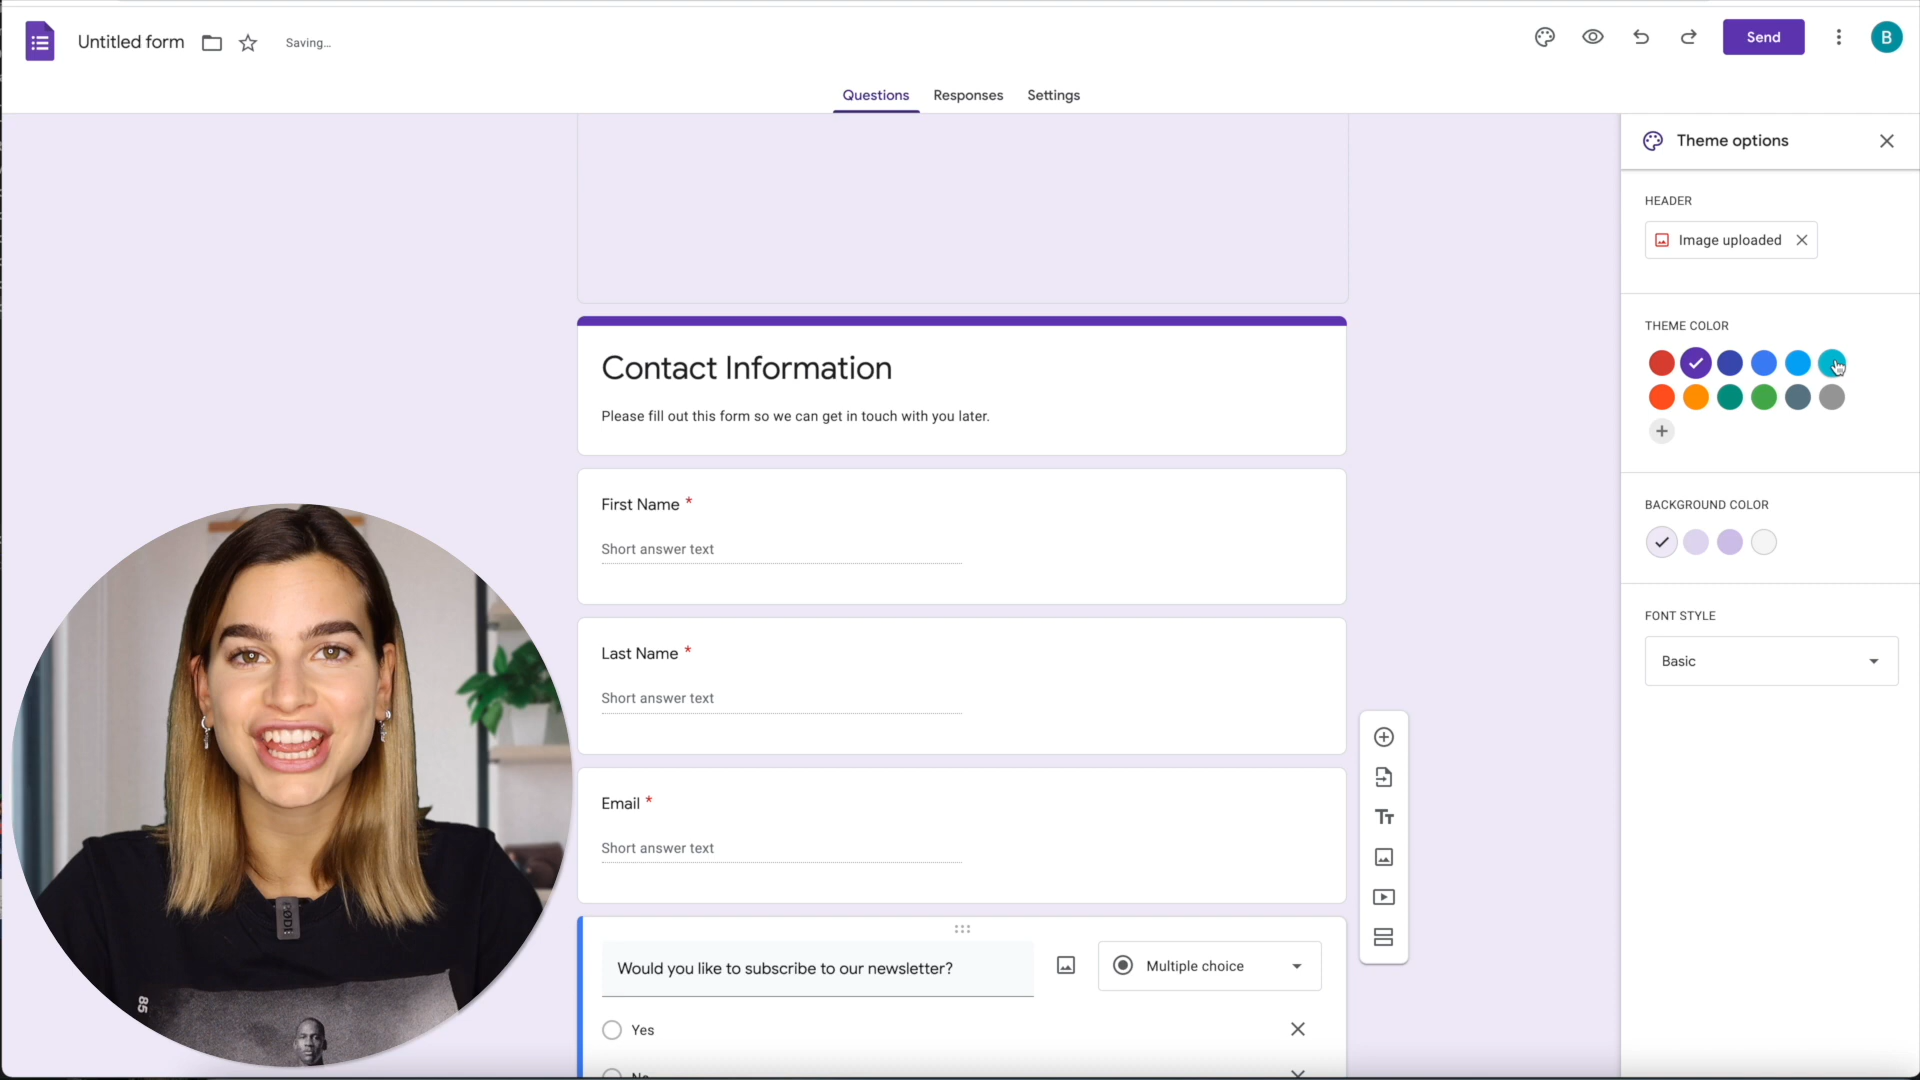 Untitled form
Saving...
Send
B
Questions
Responses
Settings
Theme options
HEADER
Image uploaded
THEME COLOR
BACKGROUND COLOR
FONT STYLE
Basic
Contact Information
Please fill out this form so we can get in touch with you later.
First Name *
Short answer text
Last Name *
Short answer text
Email *
Short answer text
Would you like to subscribe to our newsletter?
Multiple choice
Yes
No
85